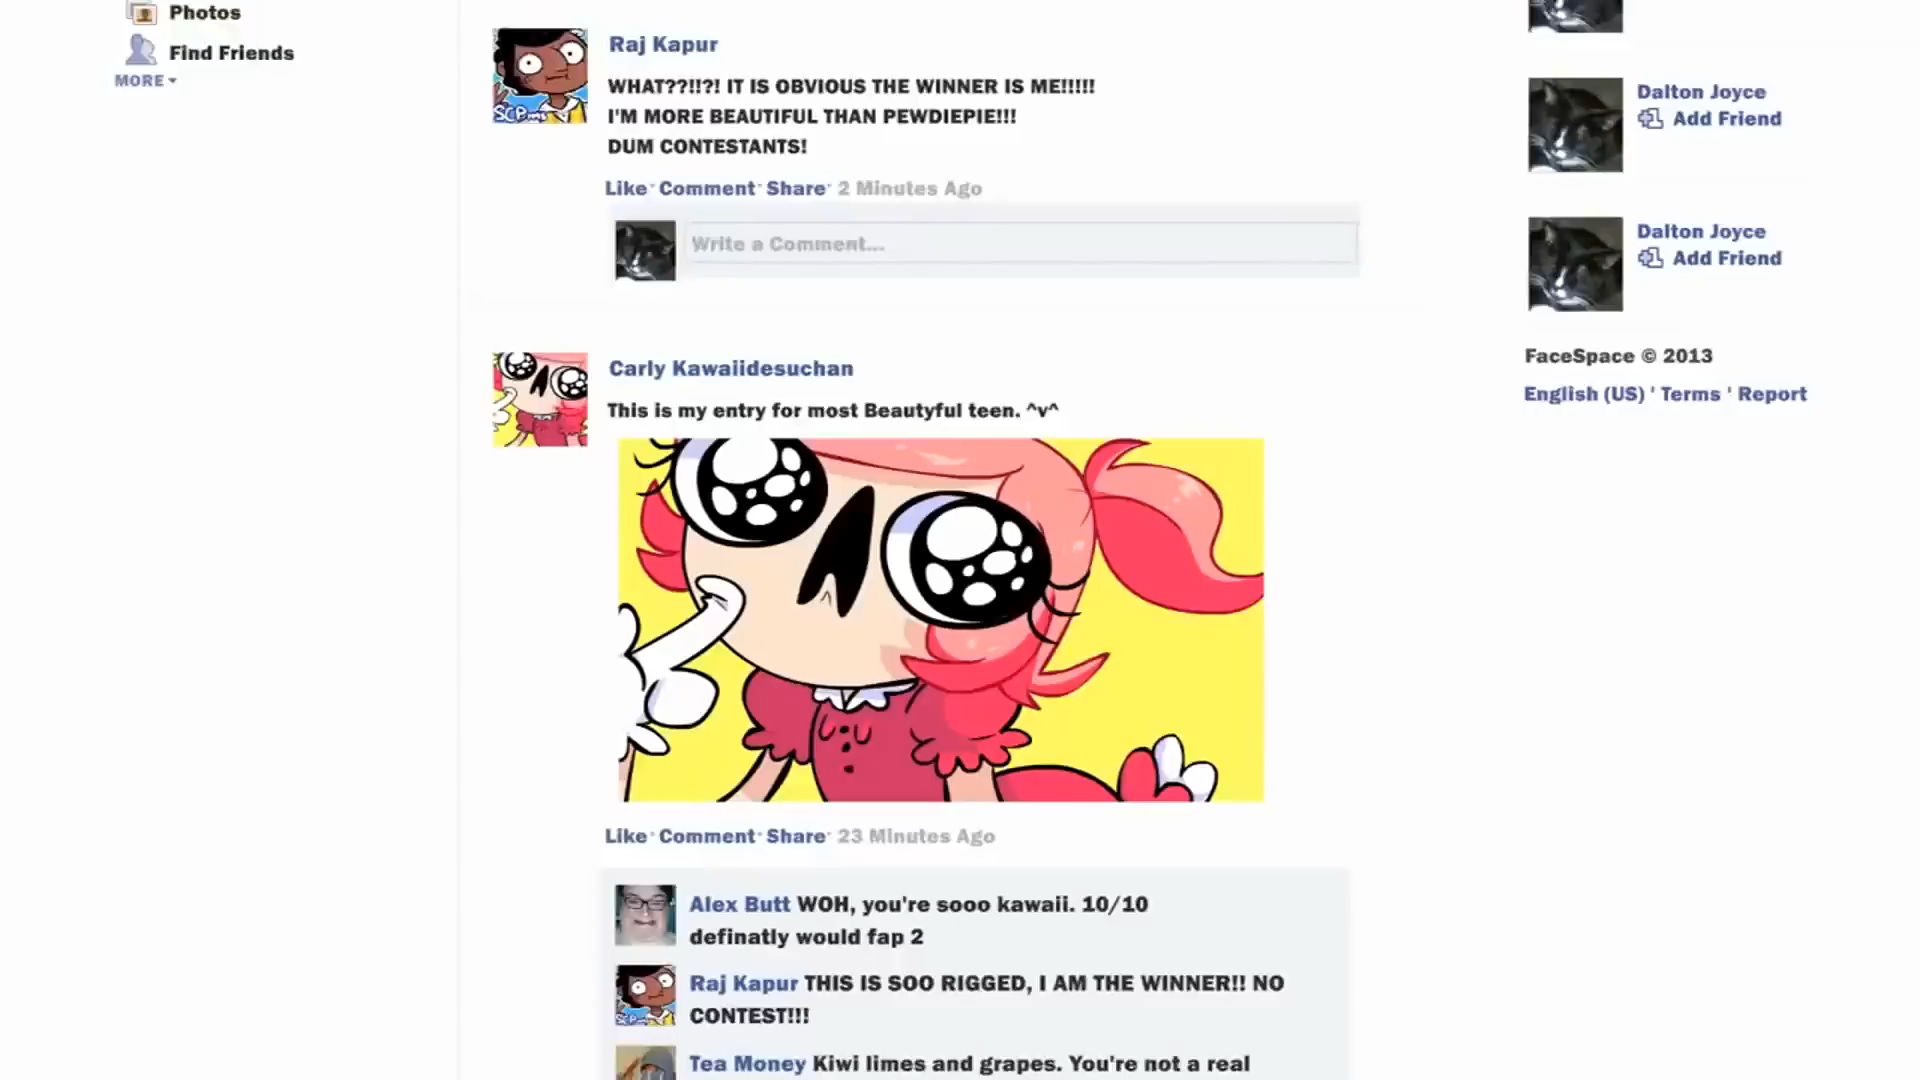 Photos
Find Friends
MORE
Raj Kapur
WHAT??!!?! IT IS OBVIOUS THE WINNER IS ME!!!!!
I'M MORE BEAUTIFUL THAN PEWDIEPIE!!!
DUM CONTESTANTS!
Like Comment Share 2 Minutes Ago
Write a Comment...
Carly Kawaiidesuchan
This is my entry for most Beautyful teen. ^v^
Like Comment Share 23 Minutes Ago
Alex Butt WOH, you're sooo kawaii. 10/10
definatly would fap 2
Raj Kapur THIS IS SOO RIGGED, I AM THE WINNER!! NO
CONTEST!!!
Tea Money Kiwi limes and grapes. You're not a real
Dalton Joyce
Add Friend
Dalton Joyce
Add Friend
FaceSpace © 2013
English (US) ' Terms ' Report